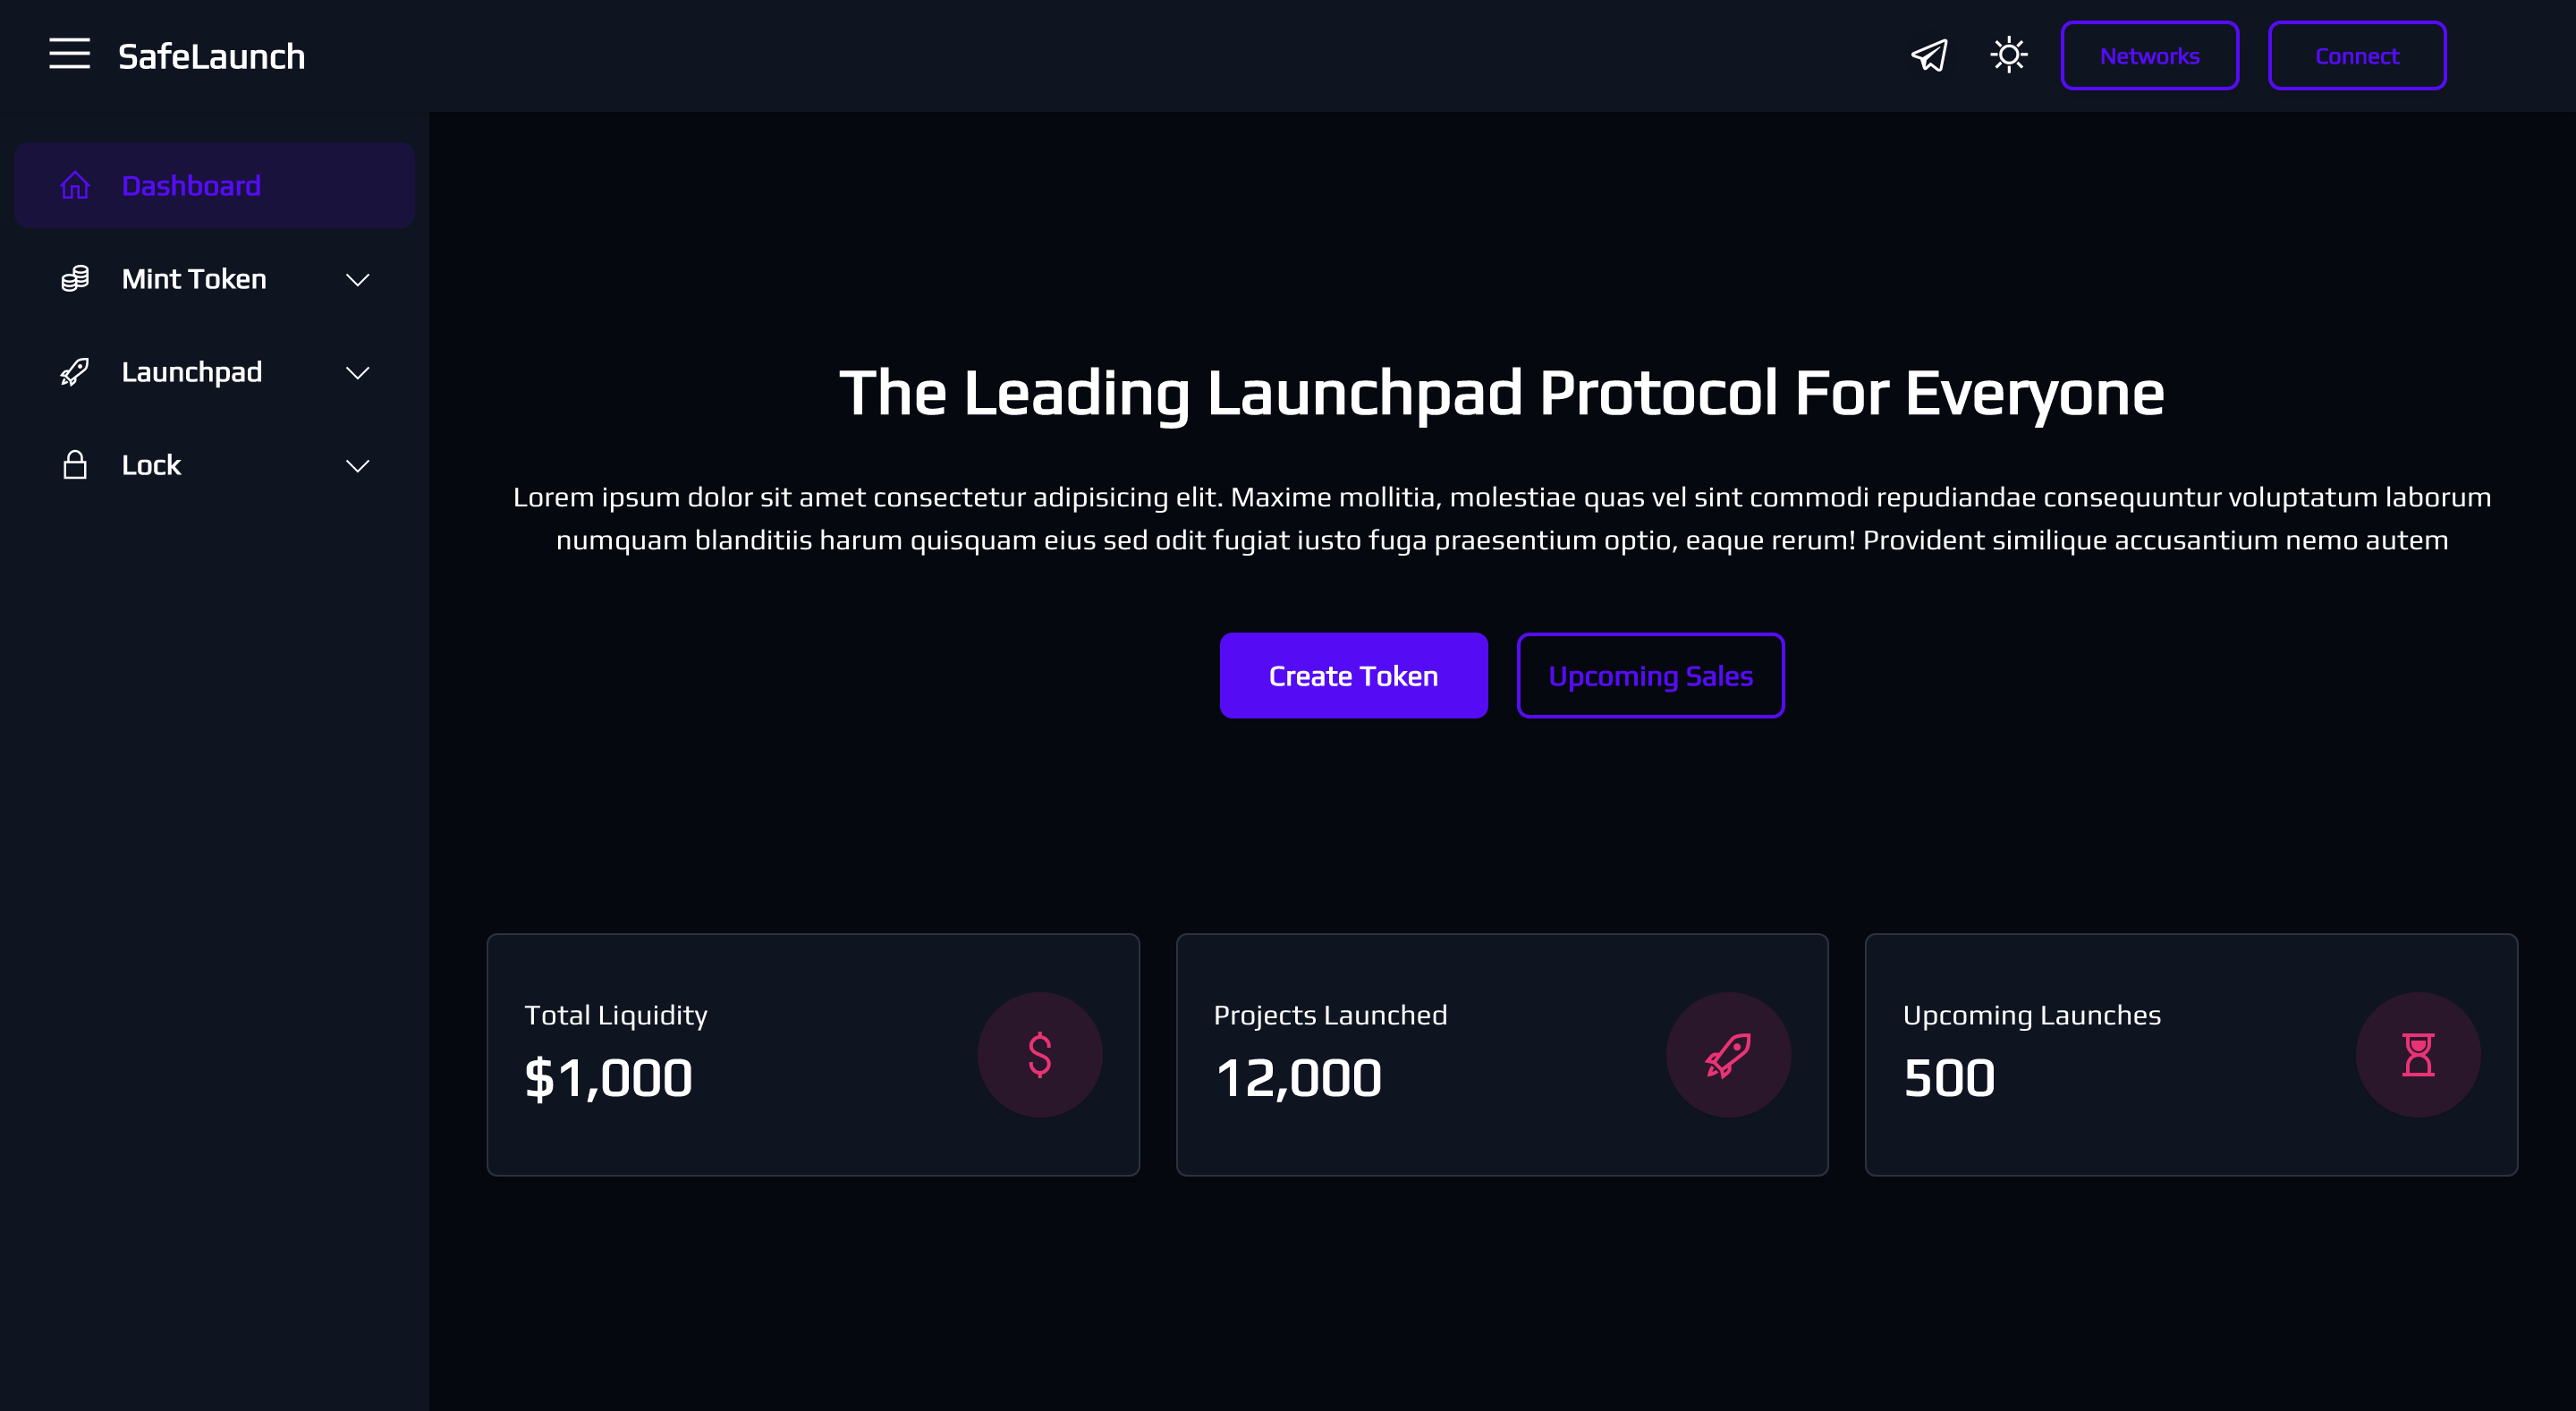 SafeLaunch
Networks
Connect
Dashboard
Mint Token
Launchpad
Lock
The Leading Launchpad Protocol For Everyone
Lorem ipsum dolor sit amet consectetur adipisicing elit. Maxime mollitia, molestiae quas vel sint commodi repudiandae consequuntur voluptatum laborum
numquam blanditiis harum quisquam eius sed odit fugiat iusto fuga praesentium optio, eaque rerum! Provident similique accusantium nemo autem
Create Token
Upcoming Sales
Total Liquidity
$1,000
Projects Launched
12,000
Upcoming Launches
500